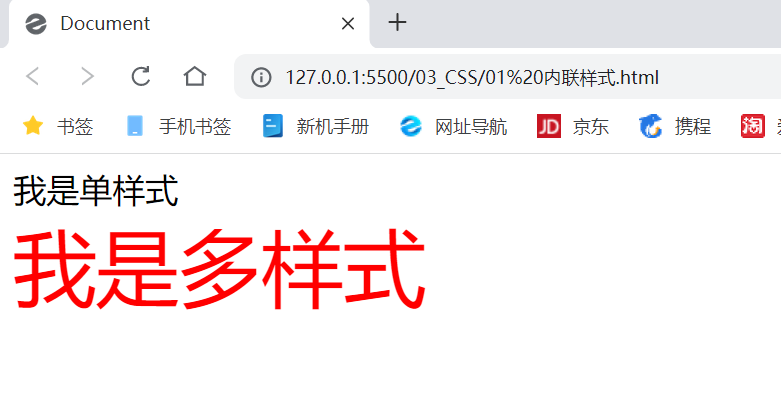 Document
127.0.0.1:5500/03_CSS/01%20内联样式.html
书签 手机书签 新机手册 网址导航 JD 京东 携程 淘
我是单样式
我是多样式